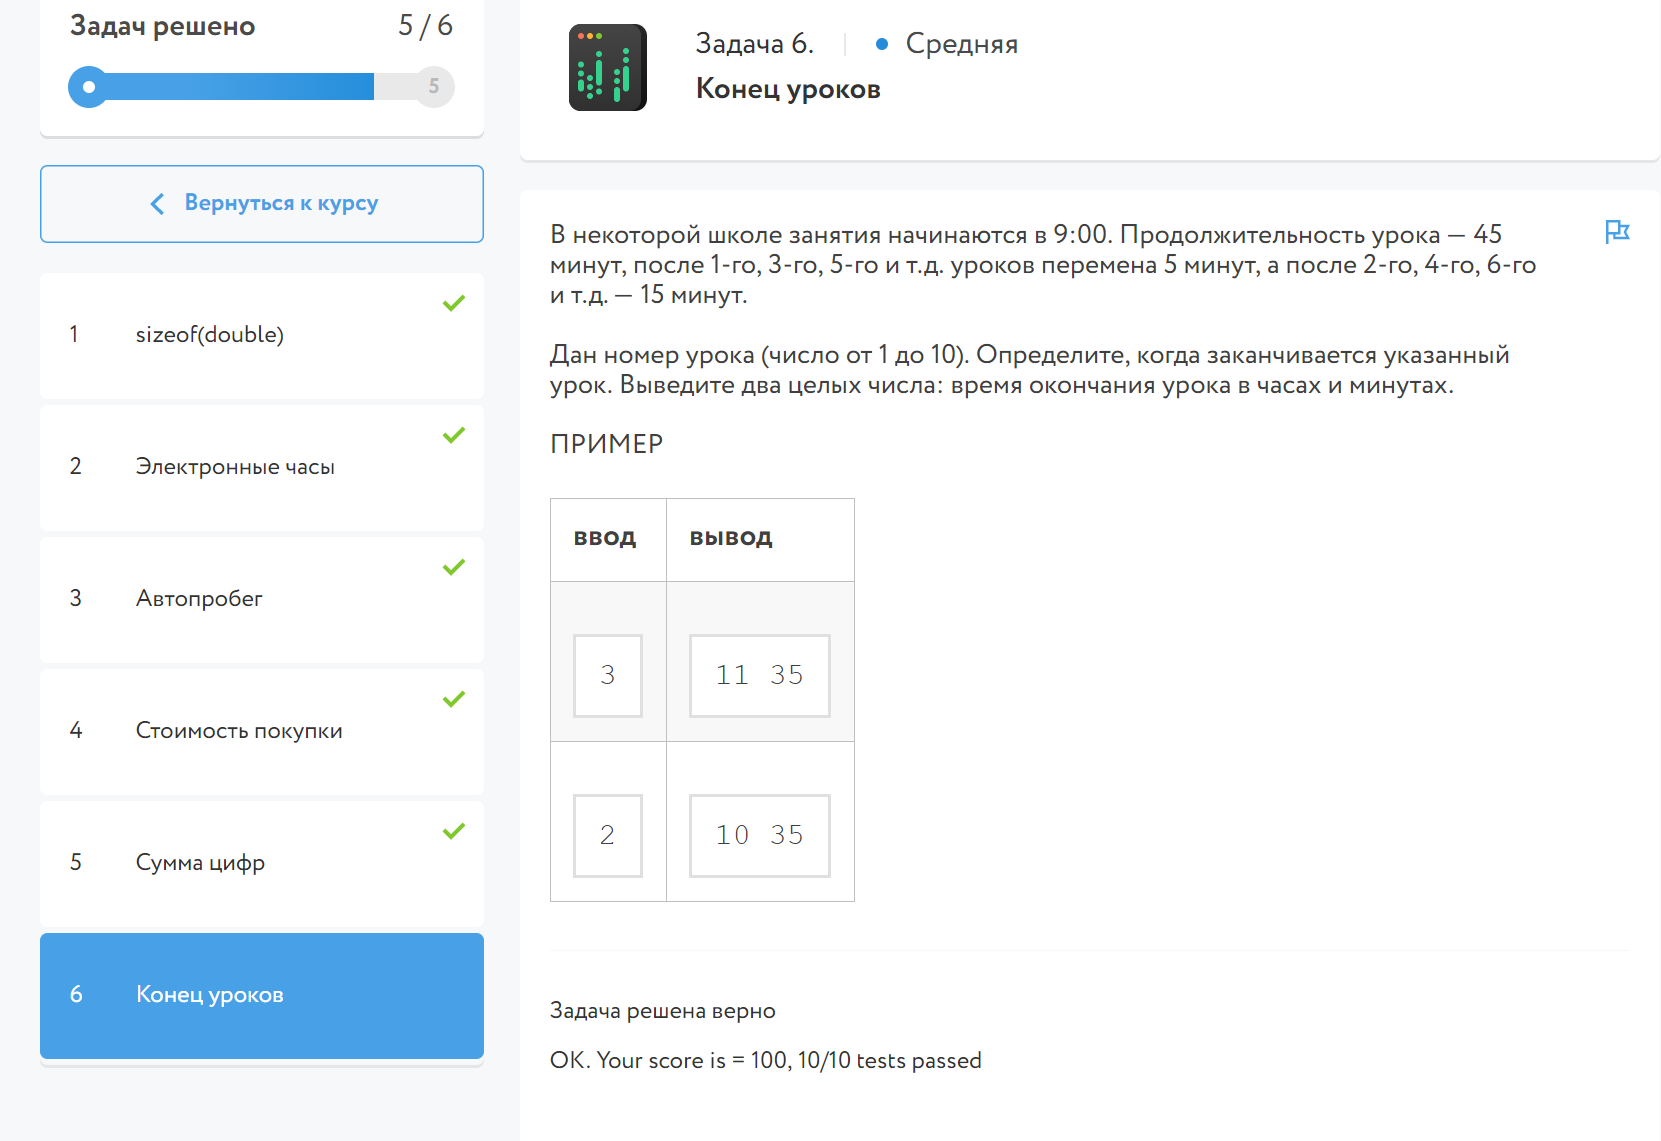 Задач решено 5 / 6
5
Вернуться к курсу
1 sizeof(double)
2 Электронные часы
3 Автопробег
4 Стоимость покупки
5 Сумма цифр
6 Конец уроков
Задача 6. Средняя
Конец уроков
В некоторой школе занятия начинаются в 9:00. Продолжительность урока — 45
минут, после 1-го, 3-го, 5-го и т.д. уроков перемена 5 минут, а после 2-го, 4-го, 6-го
и т.д. — 15 минут.
Дан номер урока (число от 1 до 10). Определите, когда заканчивается указанный
урок. Выведите два целых числа: время окончания урока в часах и минутах.
ПРИМЕР
ввод вывод
3 11 35
2 10 35
Задача решена верно
OK. Your score is = 100, 10/10 tests passed